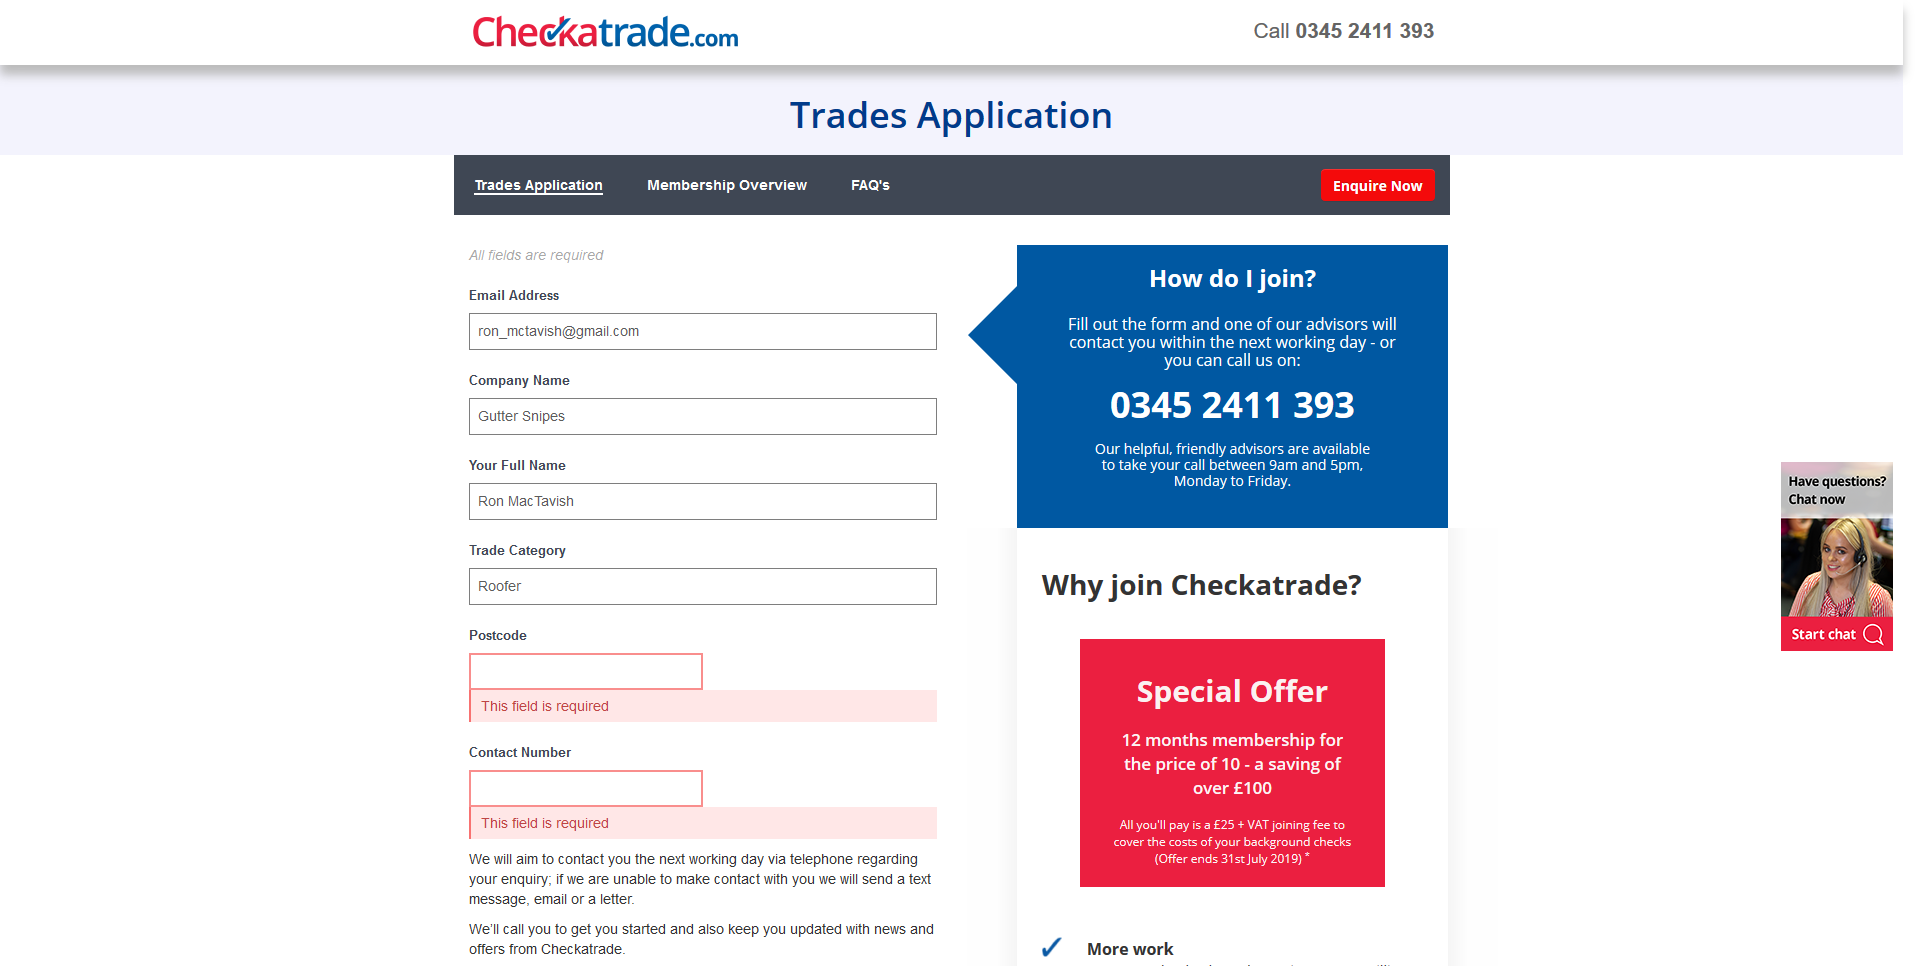 Checkatrade.com
Call 0345 2411 393
Trades Application
Trades Application
Membership Overview
FAQ's
Enquire Now
All fields are required
Email Address
ron_mctavish@gmail.com
Company Name
Gutter Snipes
Your Full Name
Ron MacTavish
Trade Category
Roofer
Postcode
This field is required
Contact Number
This field is required
We will aim to contact you the next working day via telephone regarding
your enquiry; if we are unable to make contact with you we will send a text
message, email or a letter.
We'll call you to get you started and also keep you updated with news and
offers from Checkatrade.
How do I join?
Fill out the form and one of our advisors will
contact you within the next working day - or
you can call us on:
0345 2411 393
Our helpful, friendly advisors are available
to take your call between 9am and 5pm,
Monday to Friday.
Why join Checkatrade?
Special Offer
12 months membership for
the price of 10 - a saving of
over £100
All you'll pay is a £25 + VAT joining fee to
cover the costs of your background checks
(Offer ends 31st July 2019) *
More work
Have questions?
Chat now
Start chat